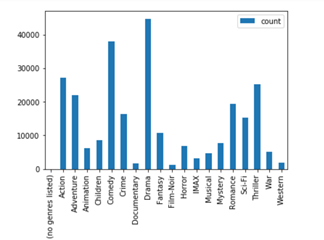 count
40000
30000
20000
10000
0
(no genres listed)
Action
Adventure
Animation
Children
Comedy
Crime
Documentary
Drama
Fantasy
Film-Noir
Horror
IMAX
Musical
Mystery
Romance
Sci-Fi
Thriller
War
Western